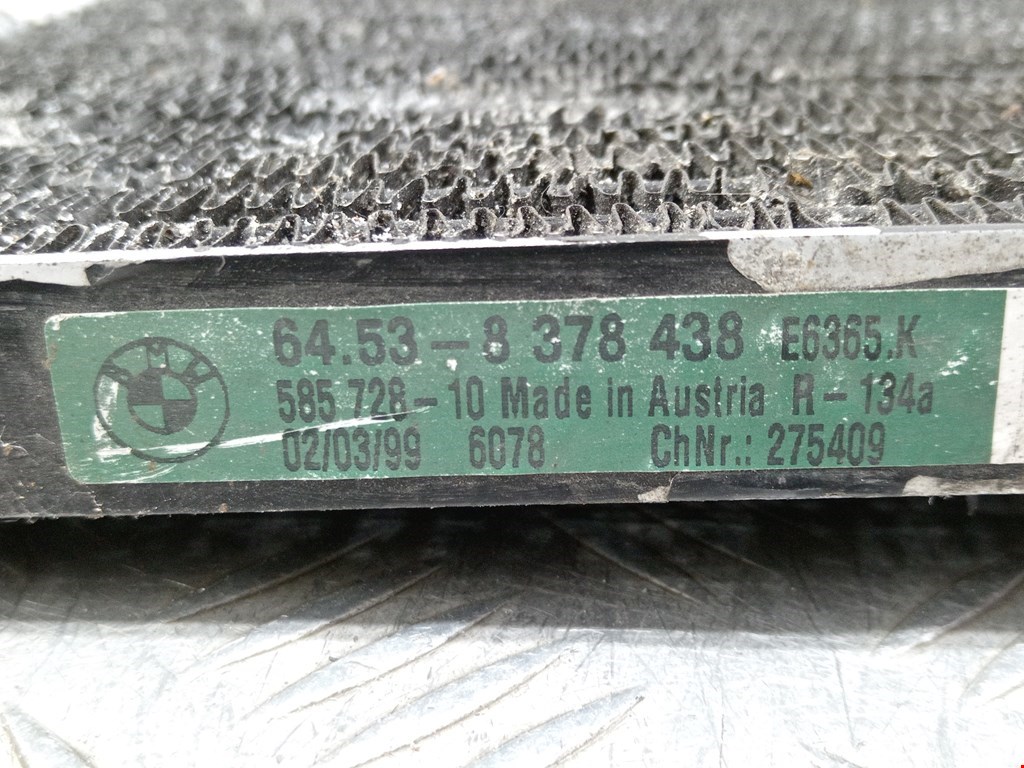 BMW
64.53-8 378 438 E6365.K
585 728-10 Made in Austria R-134a
02/03/99 6078 ChNr.: 275409